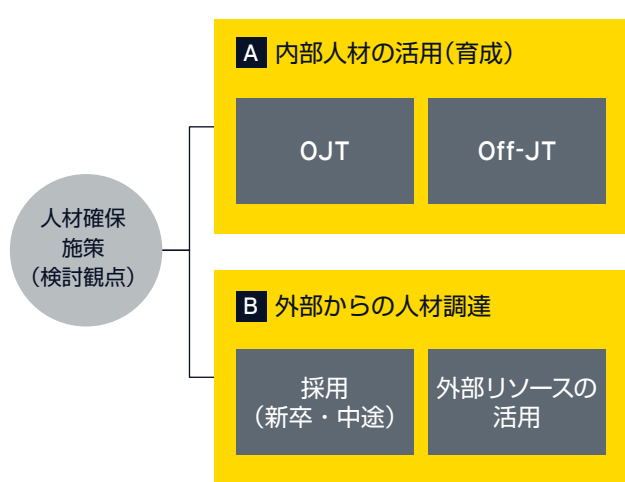 人材確保
施策
（検討観点）
A 内部人材の活用（育成）
OJT
Off-JT
B 外部からの人材調達
採用
（新卒・中途）
外部リソースの
活用